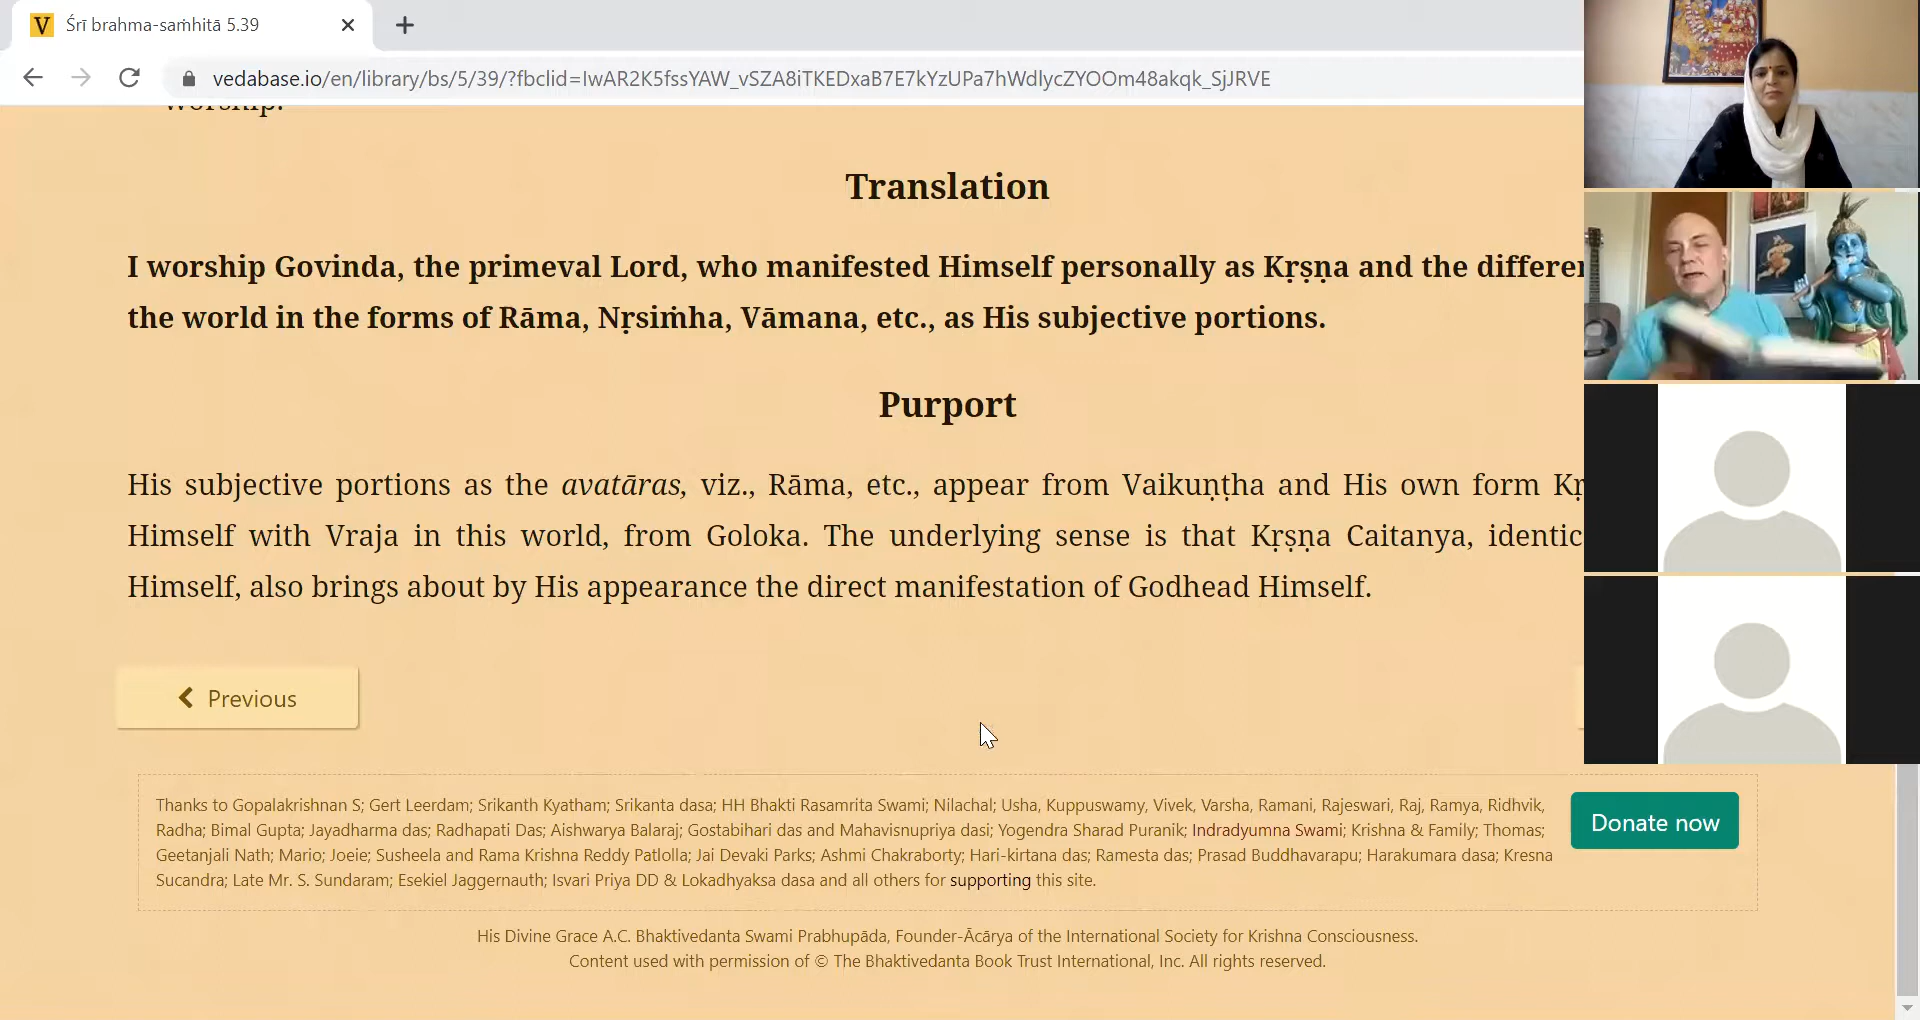 Śrī brahma-saṁhitā 5.39
vedabase.io/en/library/bs/5/39/?fbclid=IwAR2K5fssYAW_vSZA8iTKEDxaB7E7kYzUPa7hWdlycZYOOm48akqk_SjJRVE
worship.
Translation
I worship Govinda, the primeval Lord, who manifested Himself personally as Kṛṣṇa and the differen
the world in the forms of Rāma, Nṛsiṁha, Vāmana, etc., as His subjective portions.
Purport
His subjective portions as the avatāras, viz., Rāma, etc., appear from Vaikuṇṭha and His own form Kṛ
Himself with Vraja in this world, from Goloka. The underlying sense is that Kṛṣṇa Caitanya, identic
Himself, also brings about by His appearance the direct manifestation of Godhead Himself.
Previous
Thanks to Gopalakrishnan S; Gert Leerdam; Srikanth Kyatham; Srikanta dasa; HH Bhakti Rasamrita Swami; Nilachal; Usha, Kuppuswamy, Vivek, Varsha, Ramani, Rajeswari, Raj, Ramya, Ridhvik,
Radha; Bimal Gupta; Jayadharma das; Radhapati Das; Aishwarya Balaraj; Gostabihari das and Mahavisnupriya dasi; Yogendra Sharad Puranik; Indradyumna Swami; Krishna & Family; Thomas;
Geetanjali Nath; Mario; Joeie; Susheela and Rama Krishna Reddy Patlolla; Jai Devaki Parks; Ashmi Chakraborty; Hari-kirtana das; Ramesta das; Prasad Buddhavarapu; Harakumara dasa; Kresna
Sucandra; Late Mr. S. Sundaram; Esekiel Jaggernauth; Isvari Priya DD & Lokadhyaksa dasa and all others for supporting this site.
Donate now
His Divine Grace A.C. Bhaktivedanta Swami Prabhupāda, Founder-Ācārya of the International Society for Krishna Consciousness.
Content used with permission of © The Bhaktivedanta Book Trust International, Inc. All rights reserved.